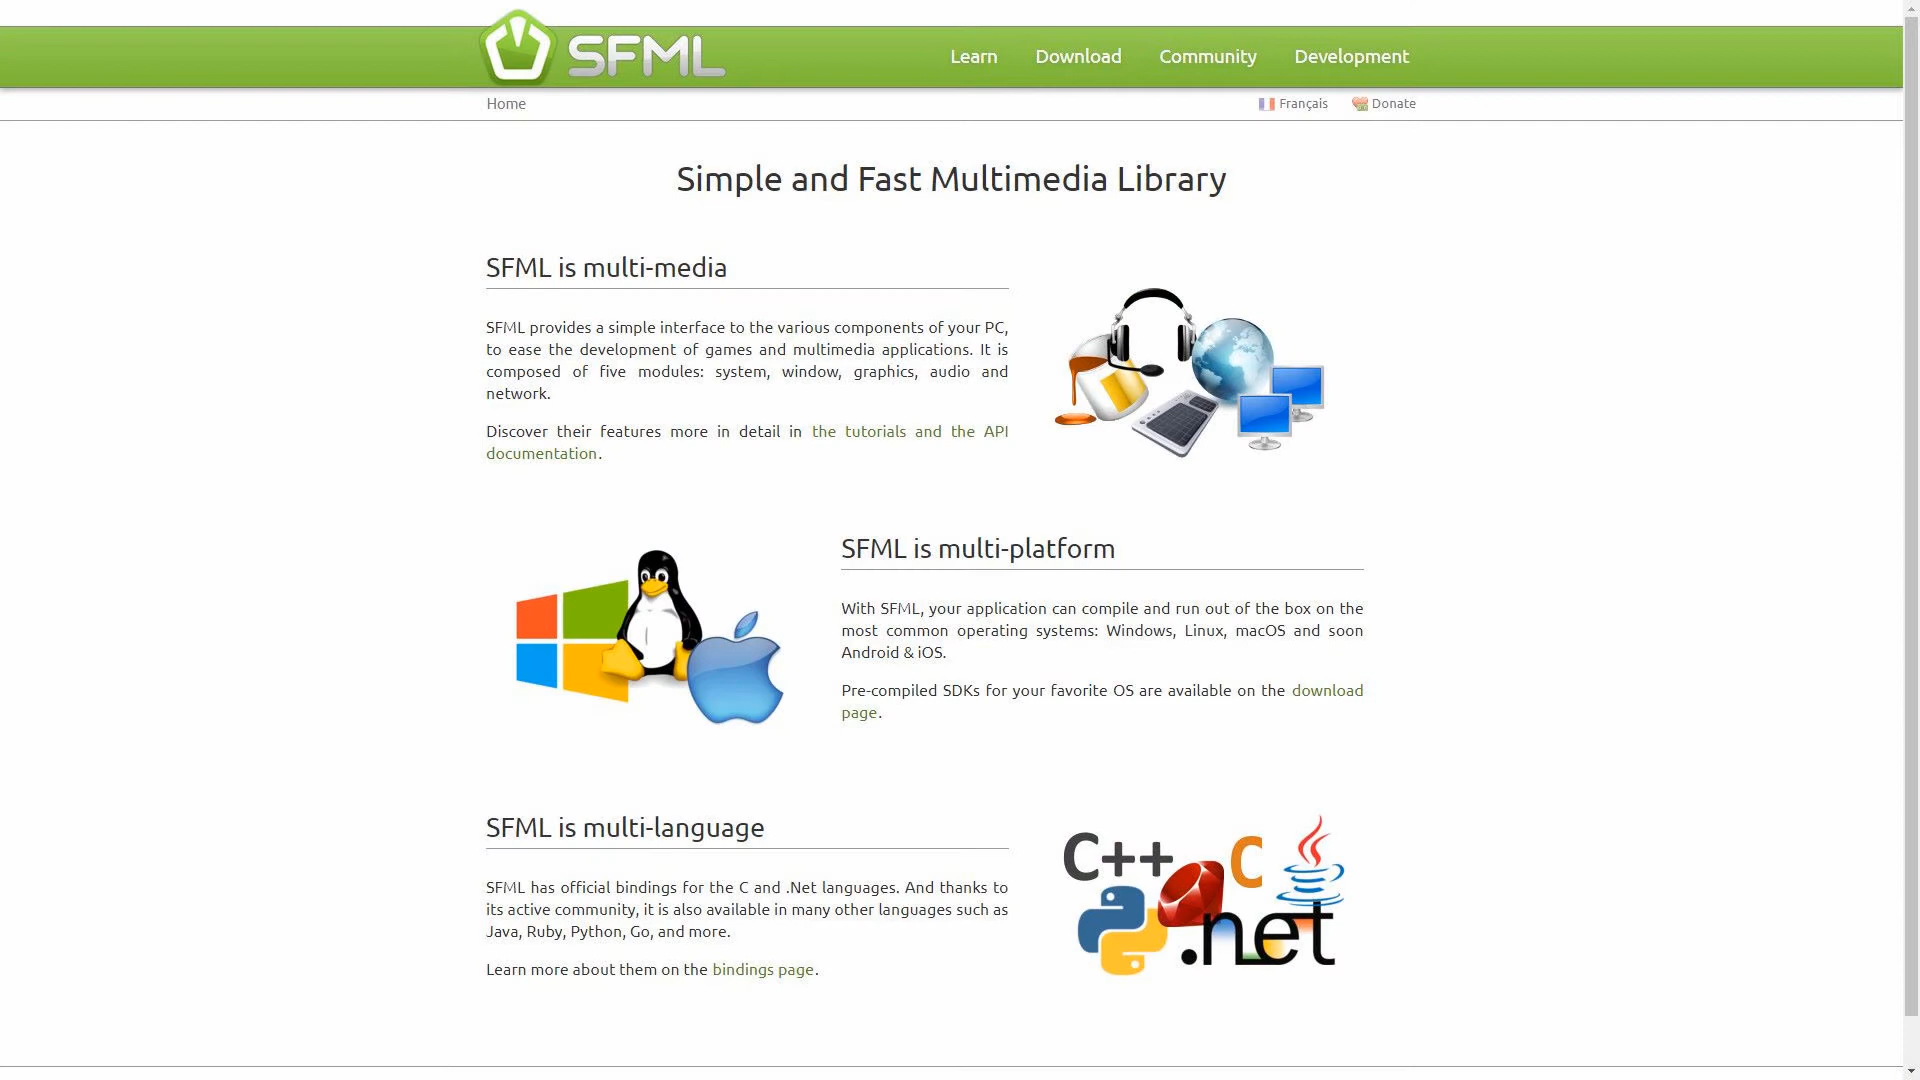 SFML
Learn
Download
Community
Development
Home
Français
Donate
Simple and Fast Multimedia Library
SFML is multi-media
SFML provides a simple interface to the various components of your PC,
to ease the development of games and multimedia applications. It is
composed of five modules: system, window, graphics, audio and
network.
Discover their features more in detail in the tutorials and the API
documentation.
SFML is multi-platform
With SFML, your application can compile and run out of the box on the
most common operating systems: Windows, Linux, macOS and soon
Android & iOS.
Pre-compiled SDKs for your favorite OS are available on the download
page.
SFML is multi-language
SFML has official bindings for the C and .Net languages. And thanks to
its active community, it is also available in many other languages such as
Java, Ruby, Python, Go, and more.
Learn more about them on the bindings page.
C++
C
.net